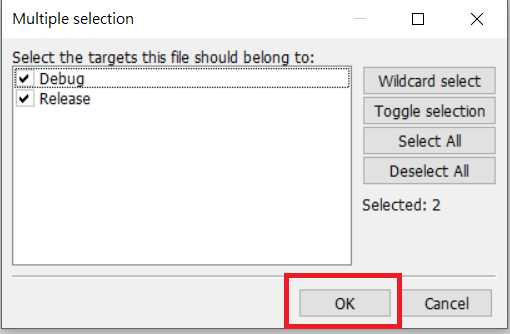 Multiple selection
Select the targets this file should belong to:
Debug
Release
Wildcard select
Toggle selection
Select All
Deselect All
Selected: 2
OK
Cancel